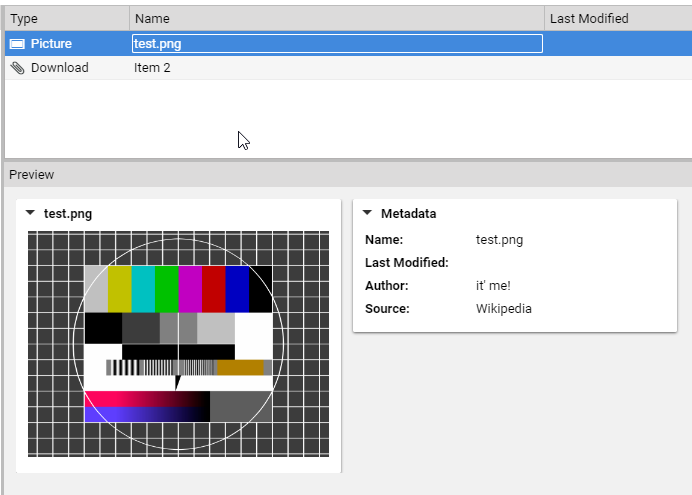 Type Name Last Modified
Picture test.png
Download Item 2
Preview
test.png
Metadata
Name: test.png
Last Modified:
Author: it' me!
Source: Wikipedia